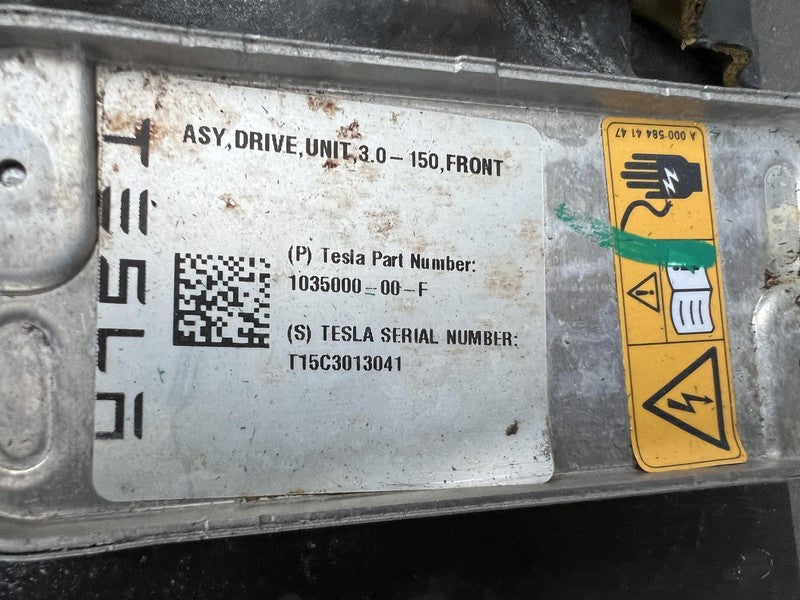 TESLA
ASY,DRIVE,UNIT,3.0-150,FRONT
(P) Tesla Part Number:
1035000-00-F
(S) TESLA SERIAL NUMBER:
T15C3013041
A 000 584 41 47